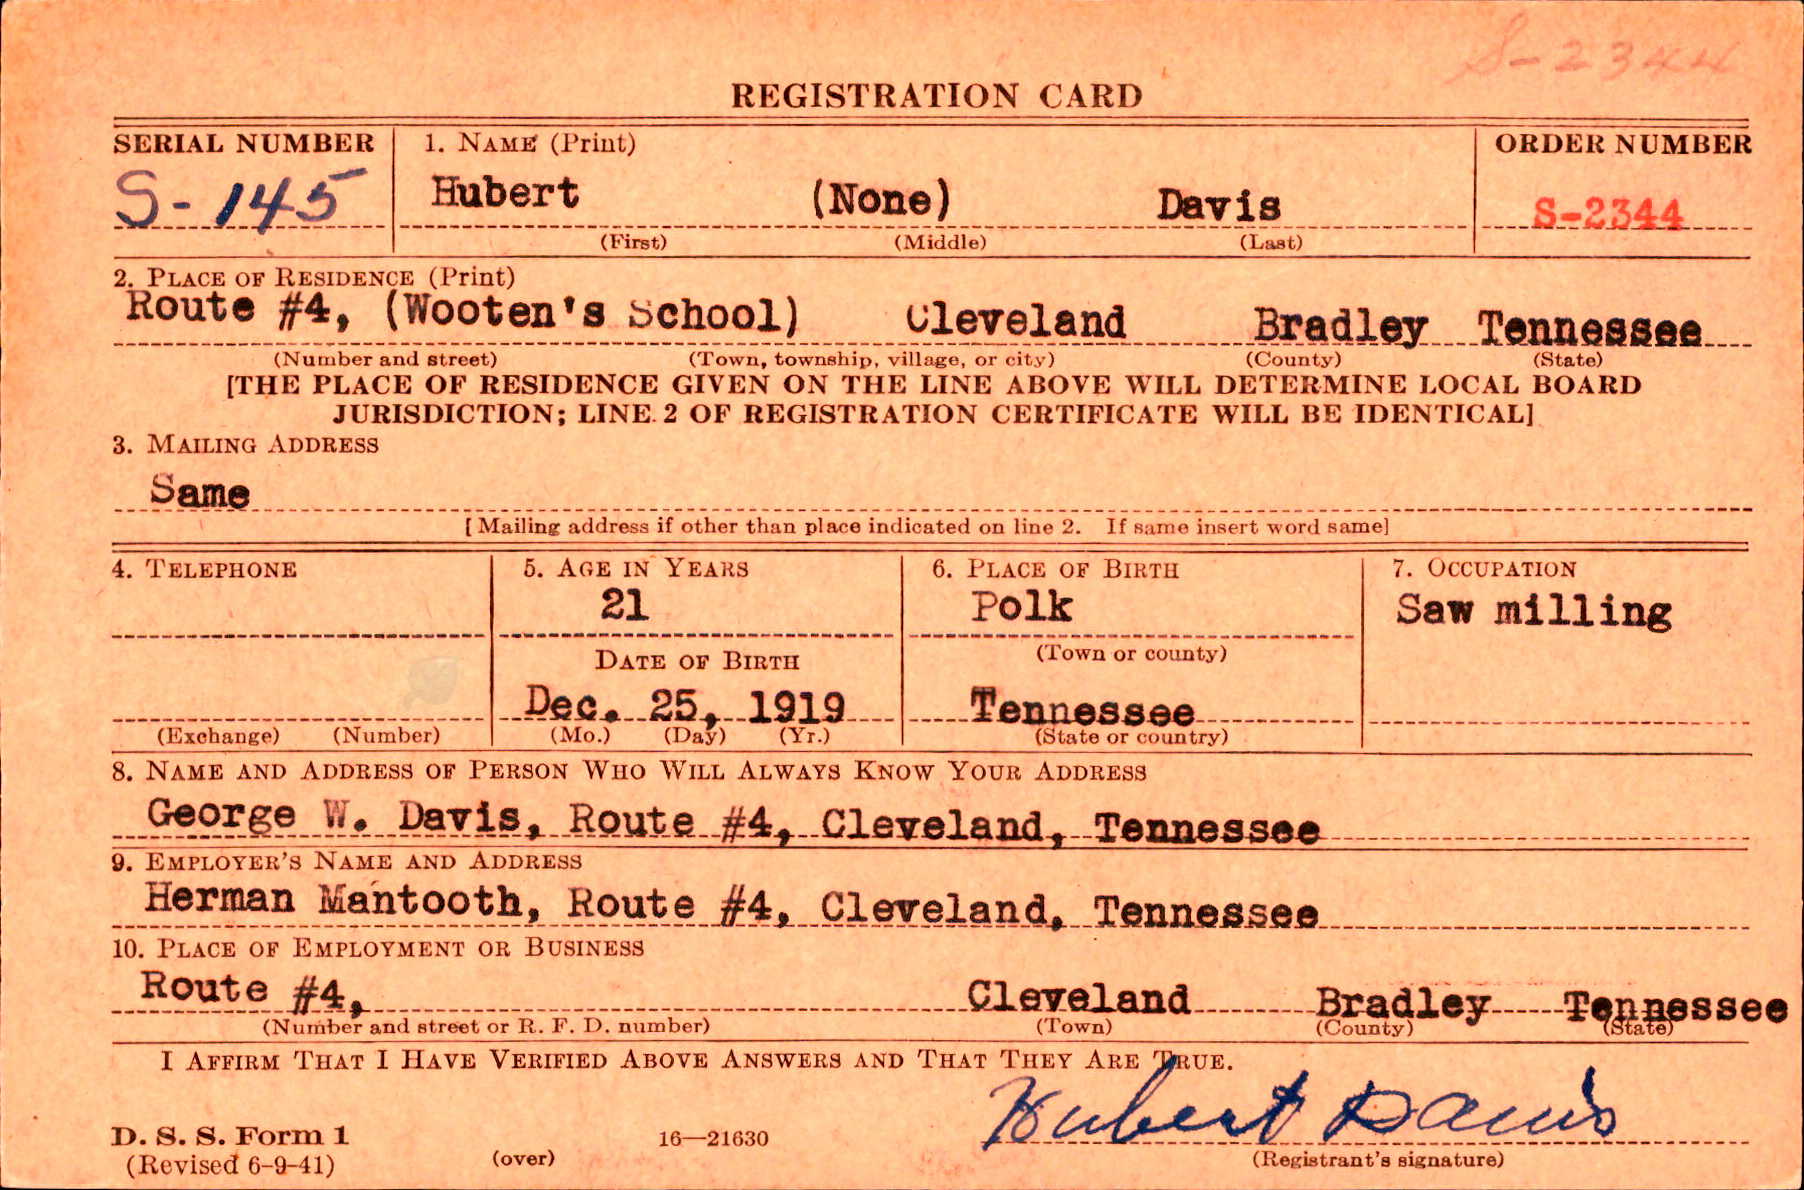 S-2344
REGISTRATION CARD
SERIAL NUMBER
1. NAME (Print)
ORDER NUMBER
S-145
Hubert (None) Davis
S-2344
(First) (Middle) (Last)
2. PLACE OF RESIDENCE (Print)
Route #4, (Wooten's School) Cleveland Bradley Tennessee
(Number and street) (Town, township, village, or city) (County) (State)
[THE PLACE OF RESIDENCE GIVEN ON THE LINE ABOVE WILL DETERMINE LOCAL BOARD
JURISDICTION; LINE 2 OF REGISTRATION CERTIFICATE WILL BE IDENTICAL]
3. MAILING ADDRESS
Same
[Mailing address if other than place indicated on line 2. If same insert word same]
4. TELEPHONE
5. AGE IN YEARS
6. PLACE OF BIRTH
7. OCCUPATION
21
Polk
Saw milling
DATE OF BIRTH
(Town or county)
Dec. 25, 1919
Tennessee
(Exchange) (Number)
(Mo.) (Day) (Yr.)
(State or country)
8. NAME AND ADDRESS OF PERSON WHO WILL ALWAYS KNOW YOUR ADDRESS
George W. Davis, Route #4, Cleveland, Tennessee
9. EMPLOYER'S NAME AND ADDRESS
Herman Mantooth, Route #4, Cleveland, Tennessee
10. PLACE OF EMPLOYMENT OR BUSINESS
Route #4, Cleveland Bradley Tennessee
(Number and street or R. F. D. number) (Town) (County) (State)
I AFFIRM THAT I HAVE VERIFIED ABOVE ANSWERS AND THAT THEY ARE TRUE.
Hubert Davis
D. S. S. Form 1
(Revised 6-9-41)
(over)
16—21630
(Registrant's signature)